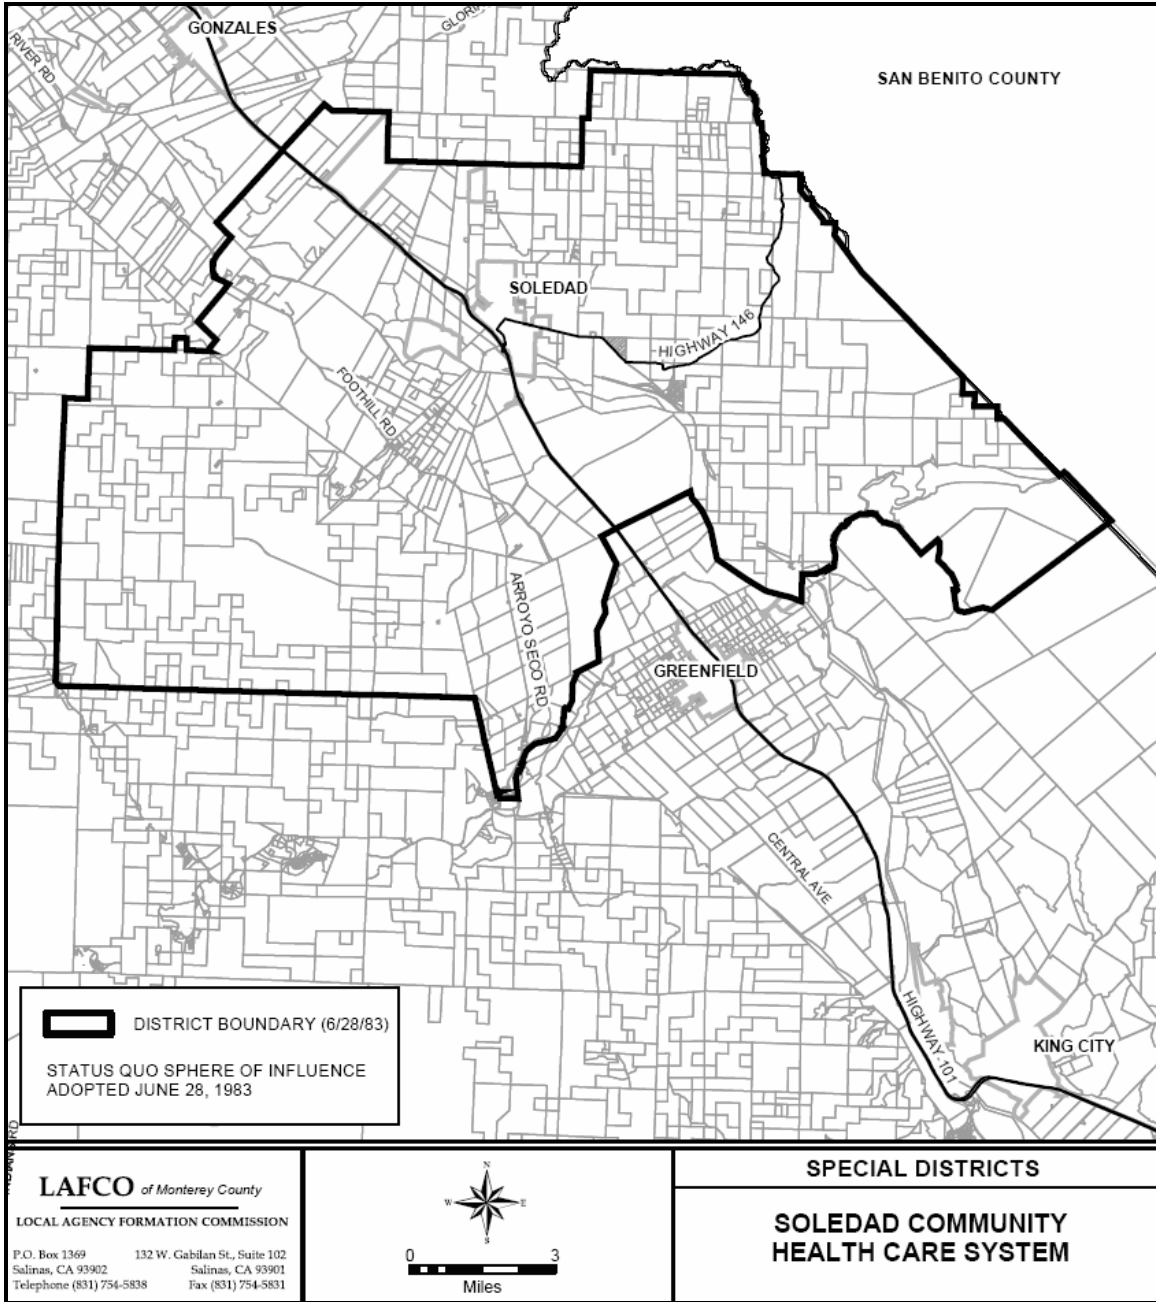 GONZALES
RIVER RD
SAN BENITO COUNTY
SOLEDAD
HIGHWAY 146
FOOTHILL RD
ARROYO SECO RD
GREENFIELD
CENTRAL AVE
HIGHWAY 101
KING CITY
DISTRICT BOUNDARY (6/28/83)
STATUS QUO SPHERE OF INFLUENCE
ADOPTED JUNE 28, 1983
LAFCO of Monterey County
LOCAL AGENCY FORMATION COMMISSION
P.O. Box 1369 132 W. Gabilan St., Suite 102
Salinas, CA 93902 Salinas, CA 93901
Telephone (831) 754-5838 Fax (831) 754-5831
N
W E
S
0 3
Miles
SPECIAL DISTRICTS
SOLEDAD COMMUNITY
HEALTH CARE SYSTEM